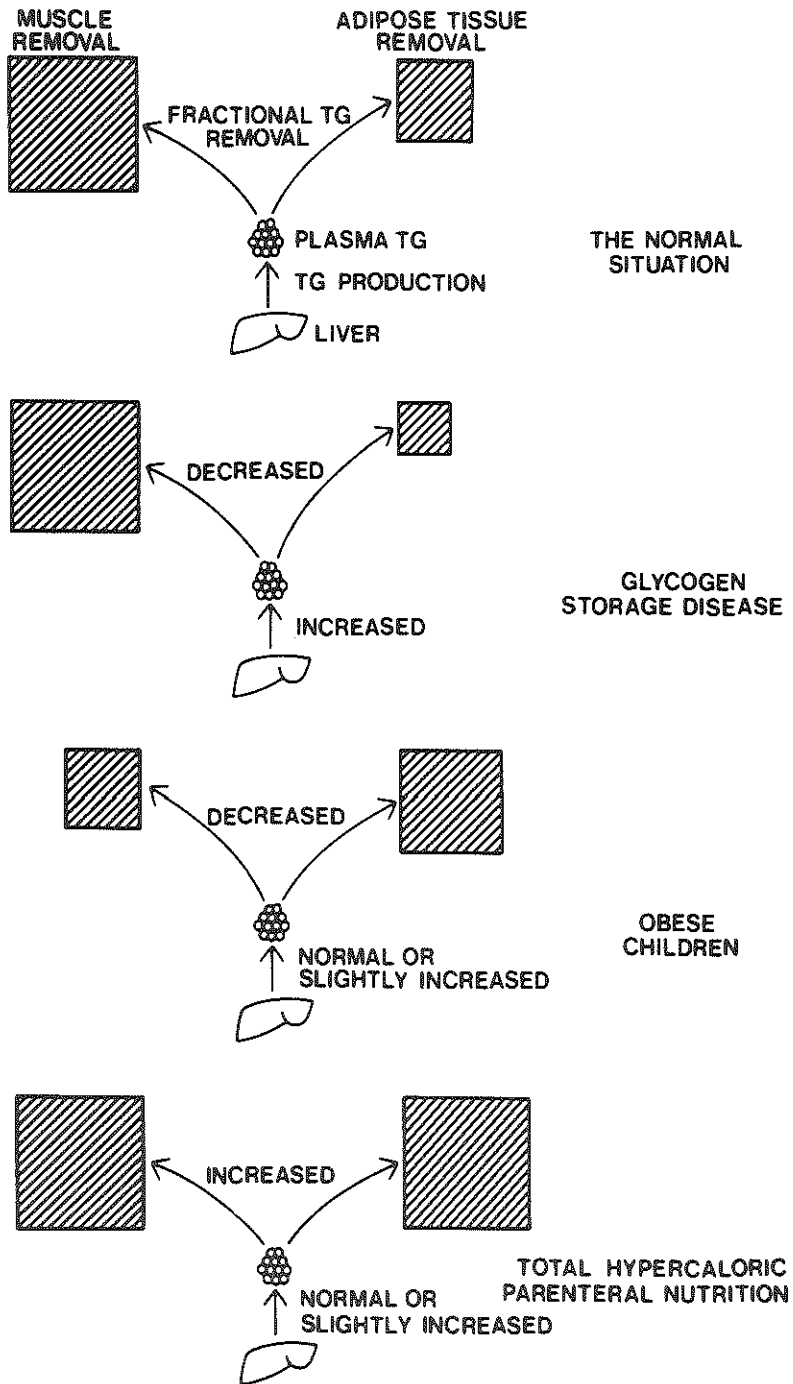 MUSCLE
REMOVAL
ADIPOSE TISSUE
REMOVAL
FRACTIONAL TG
REMOVAL
PLASMA TG
TG PRODUCTION
LIVER
THE NORMAL
SITUATION
DECREASED
INCREASED
GLYCOGEN
STORAGE DISEASE
DECREASED
NORMAL OR
SLIGHTLY INCREASED
OBESE
CHILDREN
INCREASED
NORMAL OR
SLIGHTLY INCREASED
TOTAL HYPERCALORIC
PARENTERAL NUTRITION